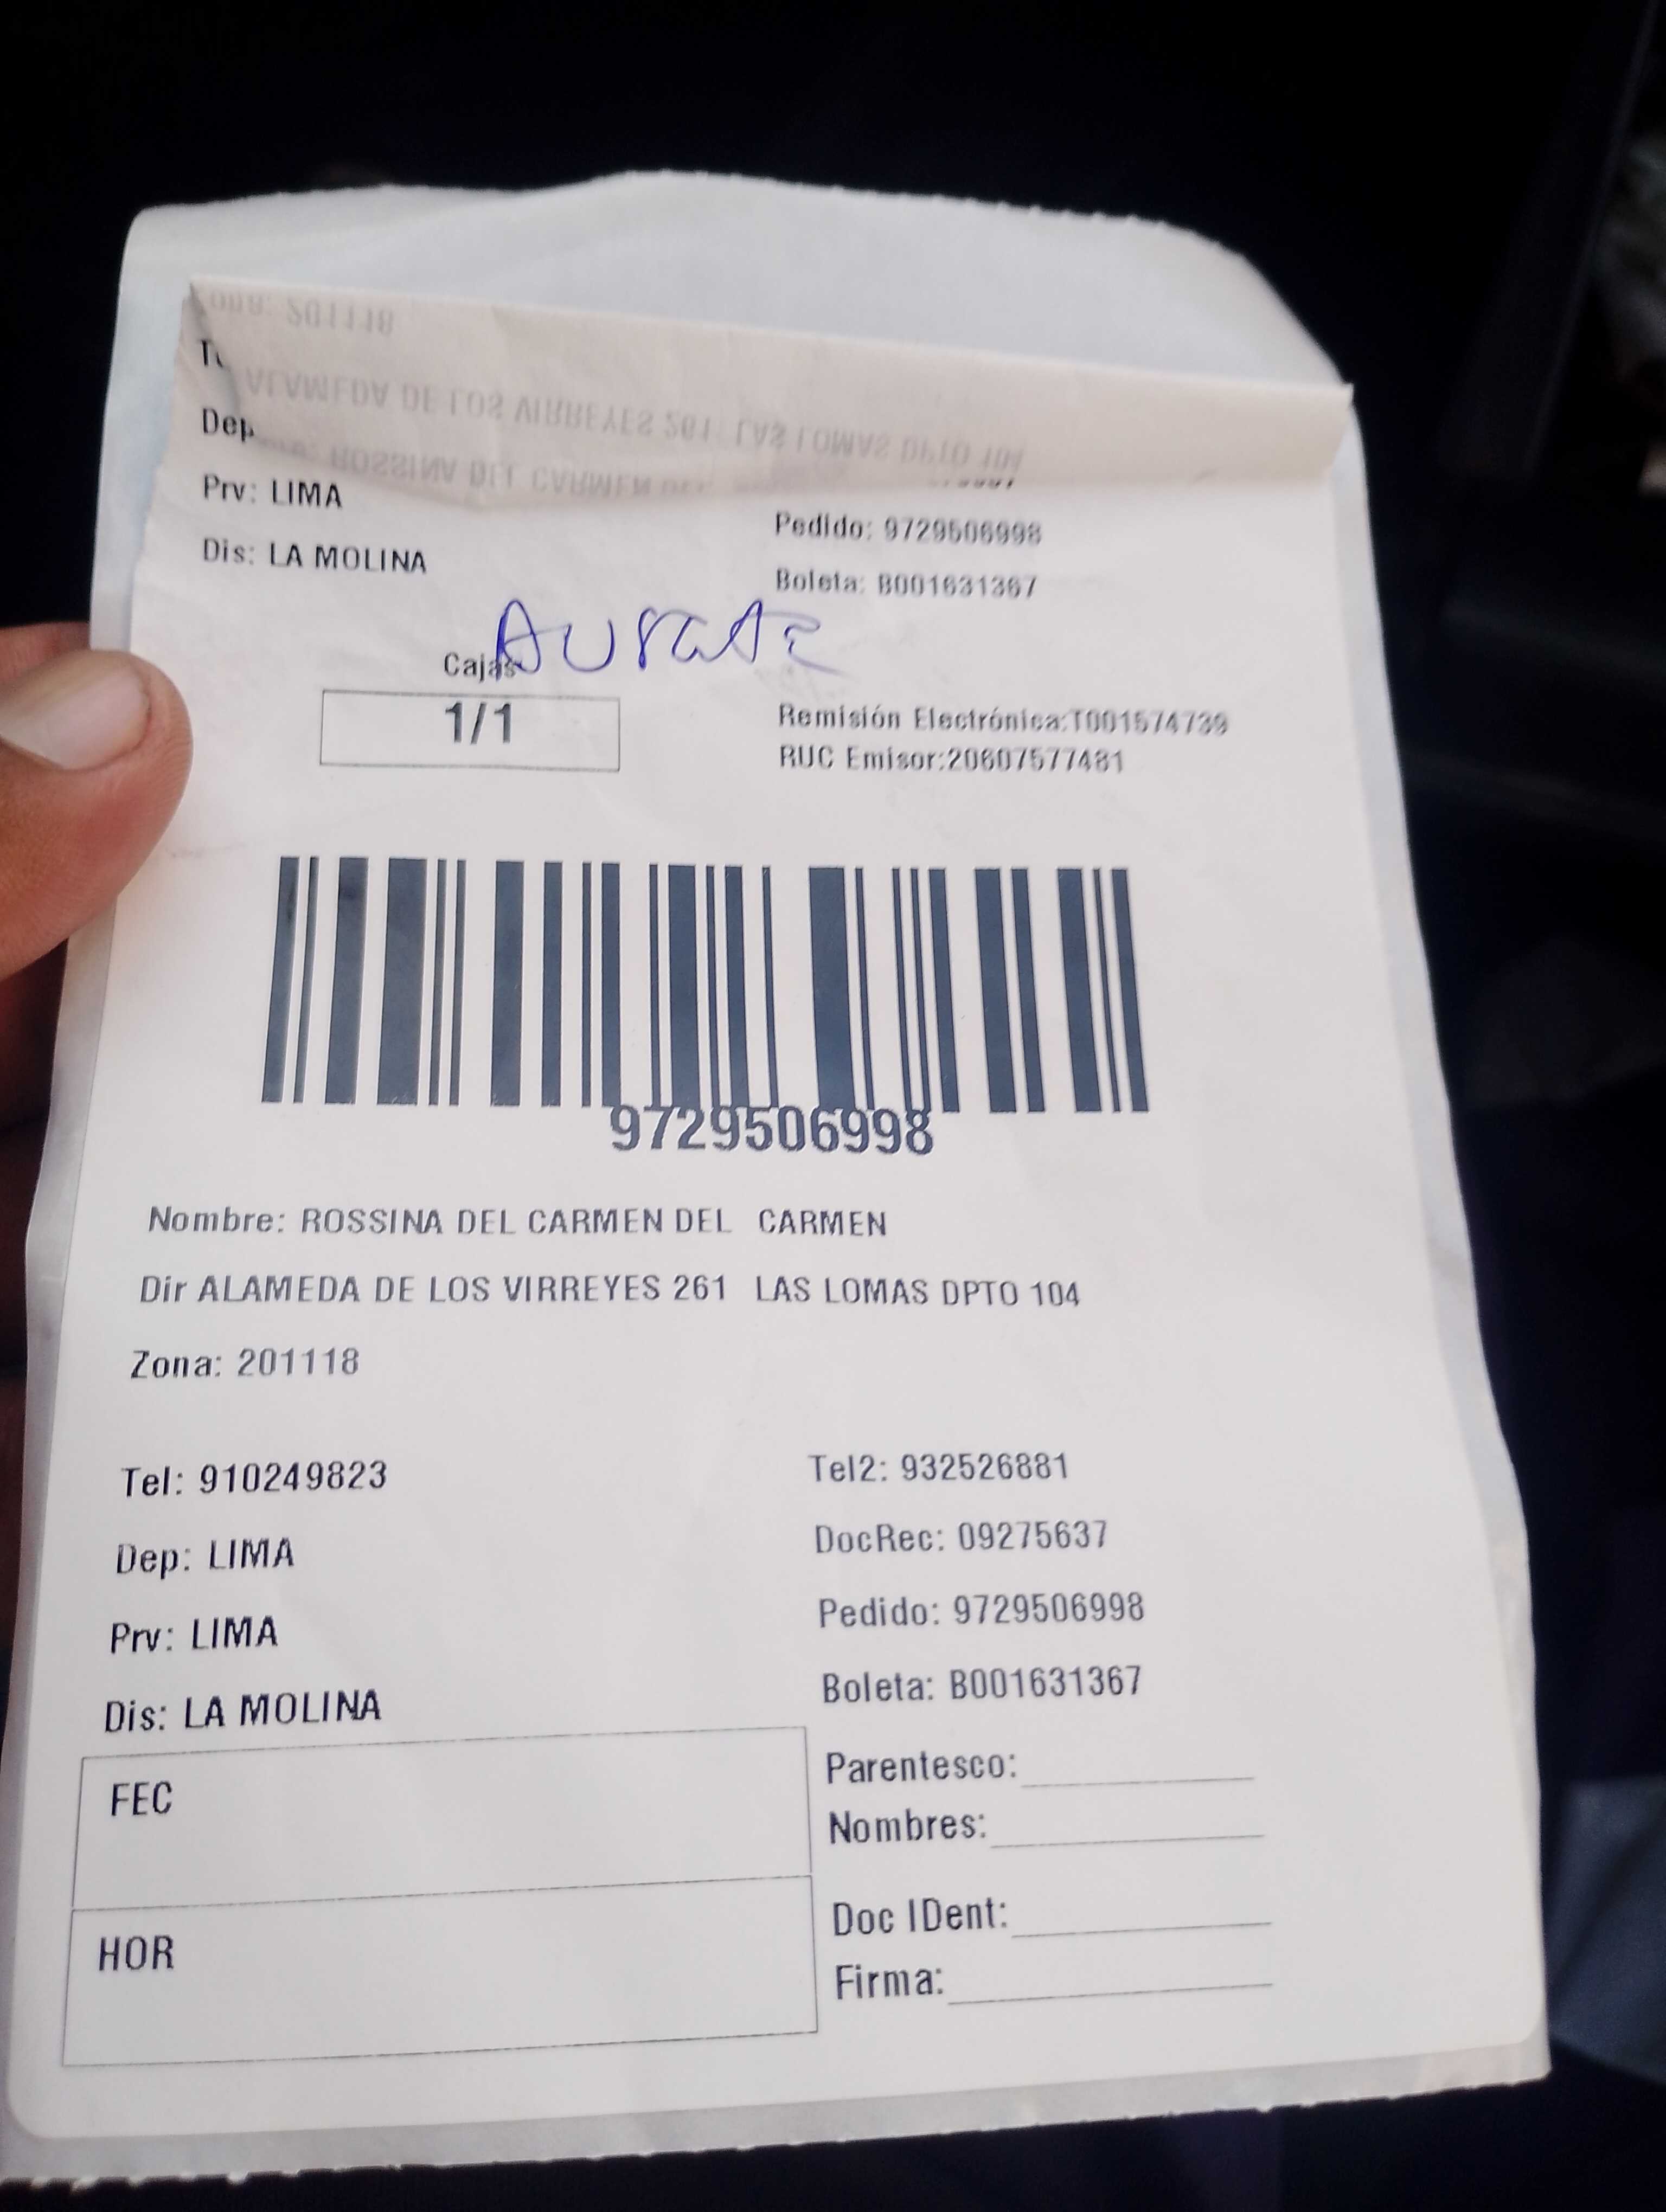 Dep
Prv: LIMA
Dis: LA MOLINA
Pedido: 9729506998
Boleta: B001631367
Cajas
1/1
Remisión Electrónica:T001574739
RUC Emisor:20607577481
9729506998
Nombre: ROSSINA DEL CARMEN DEL CARMEN
Dir ALAMEDA DE LOS VIRREYES 261 LAS LOMAS DPTO 104
Zona: 201118
Tel: 910249823
Tel2: 932526881
Dep: LIMA
DocRec: 09275637
Prv: LIMA
Pedido: 9729506998
Dis: LA MOLINA
Boleta: B001631367
FEC
Parentesco:
Nombres:
HOR
Doc IDent:
Firma: